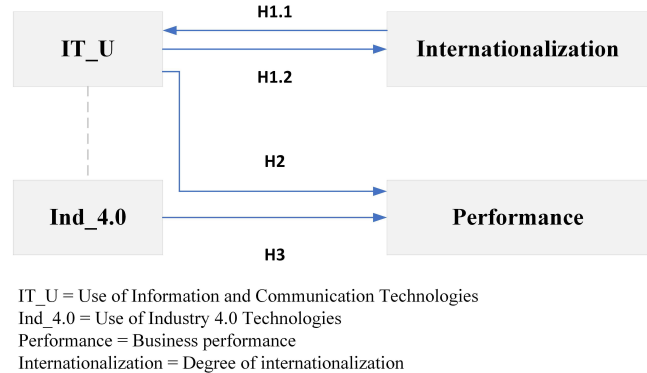 H1.1
IT_U
Internationalization
H1.2
H2
Ind_4.0
Performance
H3
IT_U = Use of Information and Communication Technologies
Ind_4.0 = Use of Industry 4.0 Technologies
Performance = Business performance
Internationalization = Degree of internationalization